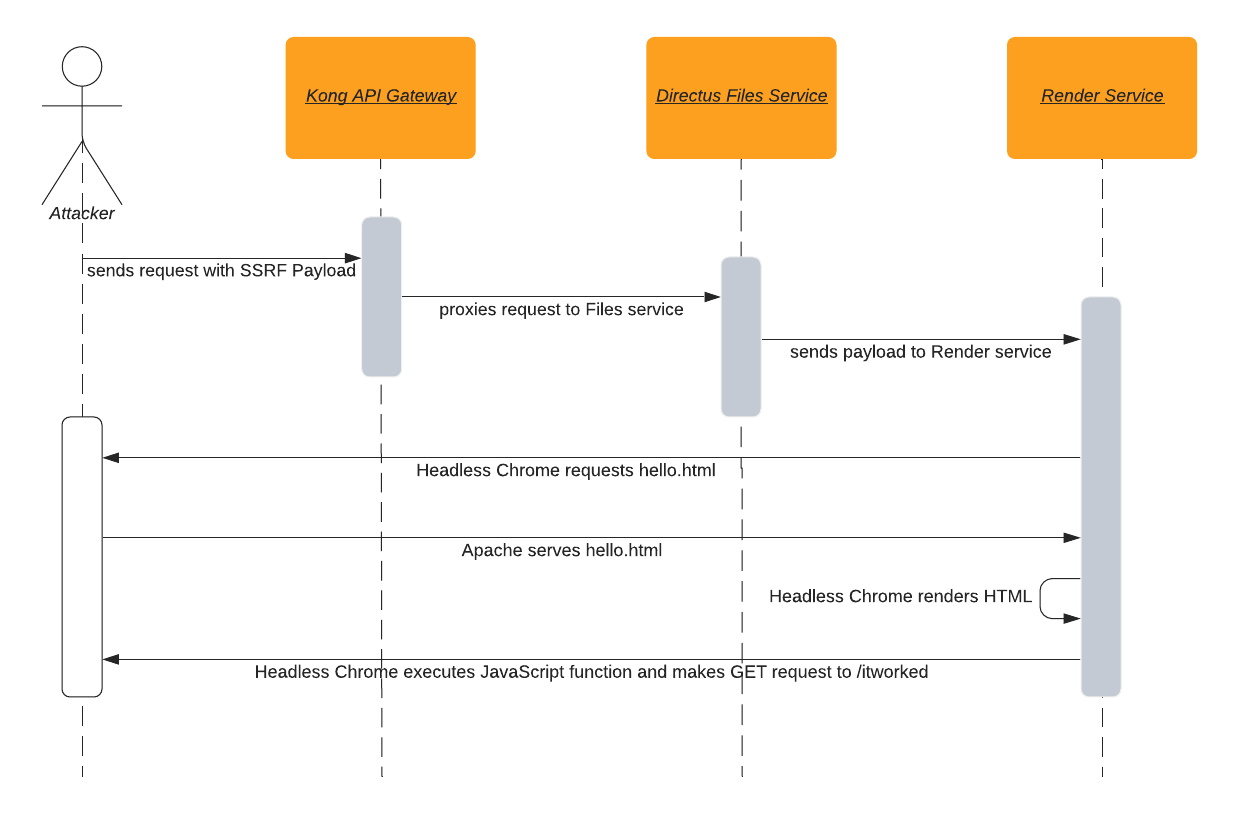 Kong API Gateway
Directus Files Service
Render Service
Attacker
sends request with SSRF Payload
proxies request to Files service
sends payload to Render service
Headless Chrome requests hello.html
Apache serves hello.html
Headless Chrome renders HTML
Headless Chrome executes JavaScript function and makes GET request to /itworked